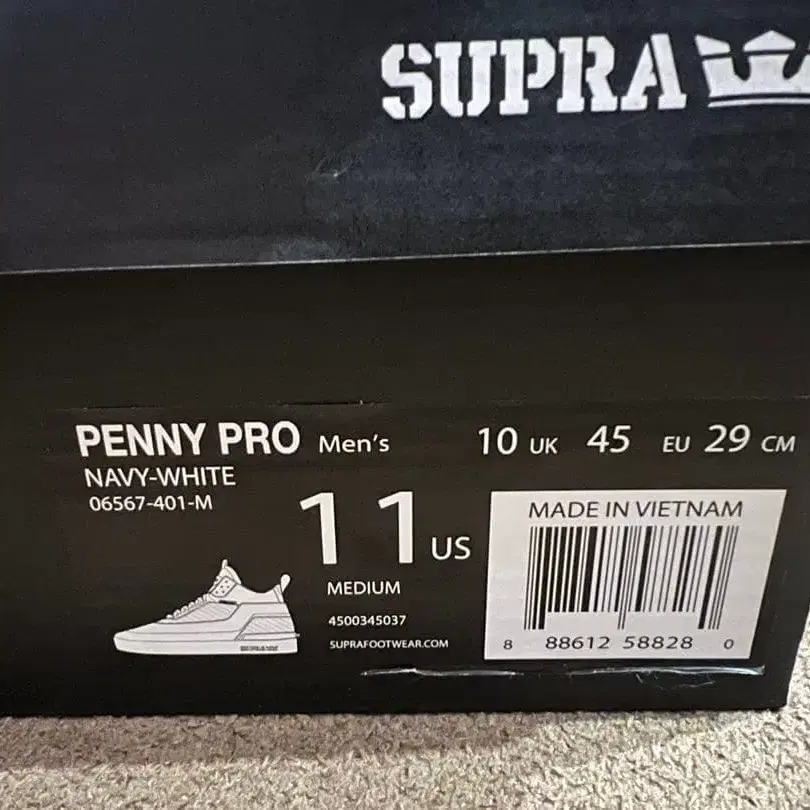 SUPRA
PENNY PRO Men's 10 UK 45 EU 29 CM
NAVY-WHITE
06567-401-M
11 US
MEDIUM
4500345037
SUPRAFOOTWEAR.COM
MADE IN VIETNAM
8 88612 58828 0
SUPRA